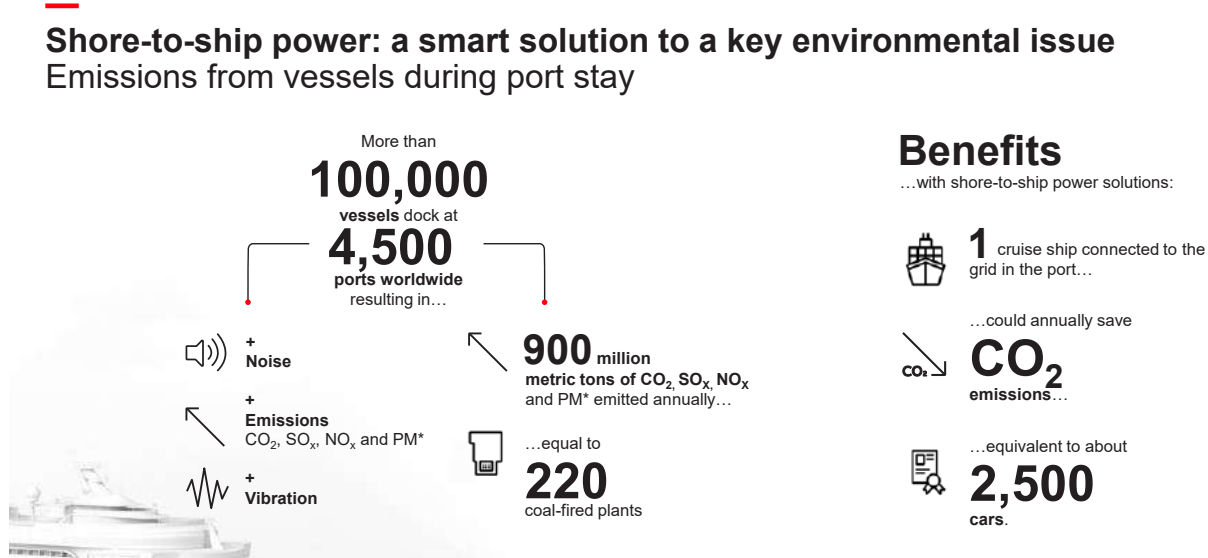 Shore-to-ship power: a smart solution to a key environmental issue
Emissions from vessels during port stay
More than
100,000
vessels dock at
4,500
ports worldwide
resulting in…
+
Noise
+
Emissions
CO₂, SOₓ, NOₓ and PM*
+
Vibration
900 million
metric tons of CO₂, SOₓ, NOₓ
and PM* emitted annually…
…equal to
220
coal-fired plants
Benefits
…with shore-to-ship power solutions:
1 cruise ship connected to the
grid in the port…
…could annually save
CO₂
CO₂
emissions…
…equivalent to about
2,500
cars.